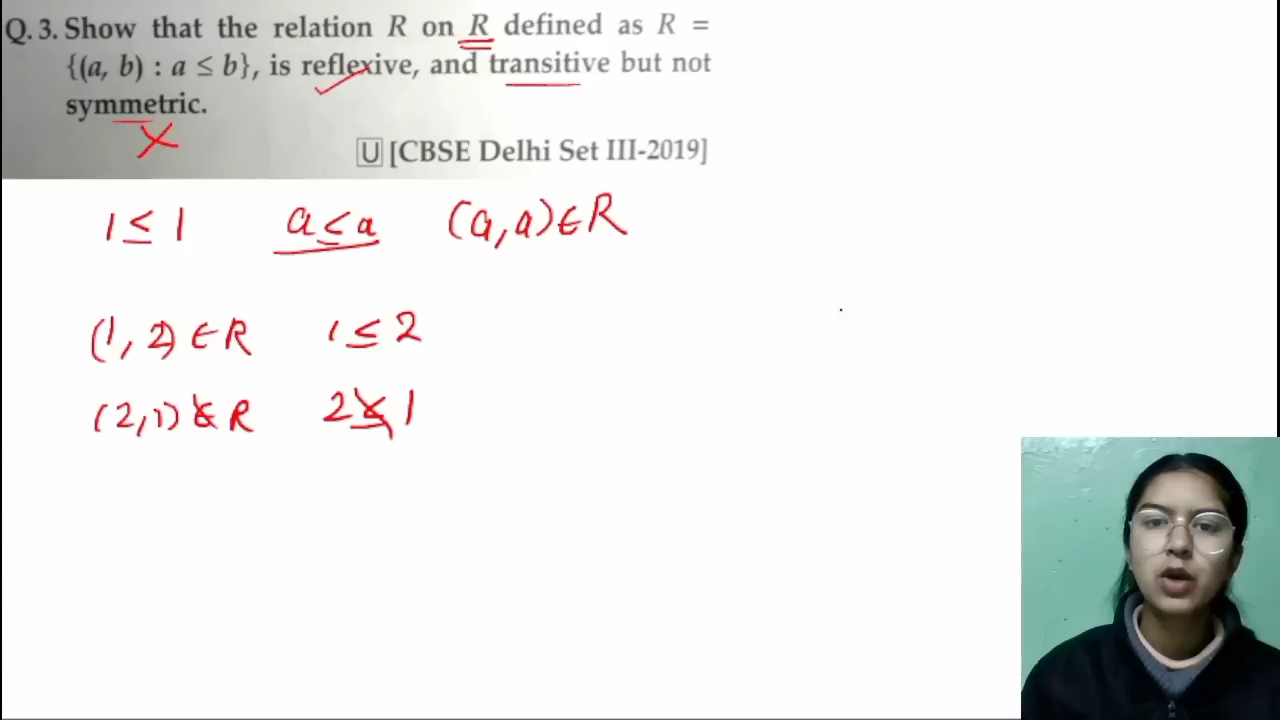 Q. 3. Show that the relation R on R defined as R =
{(a, b) : a ≤ b}, is reflexive, and transitive but not
symmetric.
U [CBSE Delhi Set III-2019]
1 ≤ 1 a ≤ a (a, a) ∈ R
(1, 2) ∈ R 1 ≤ 2
(2, 1) ∉ R 2 ≰ 1